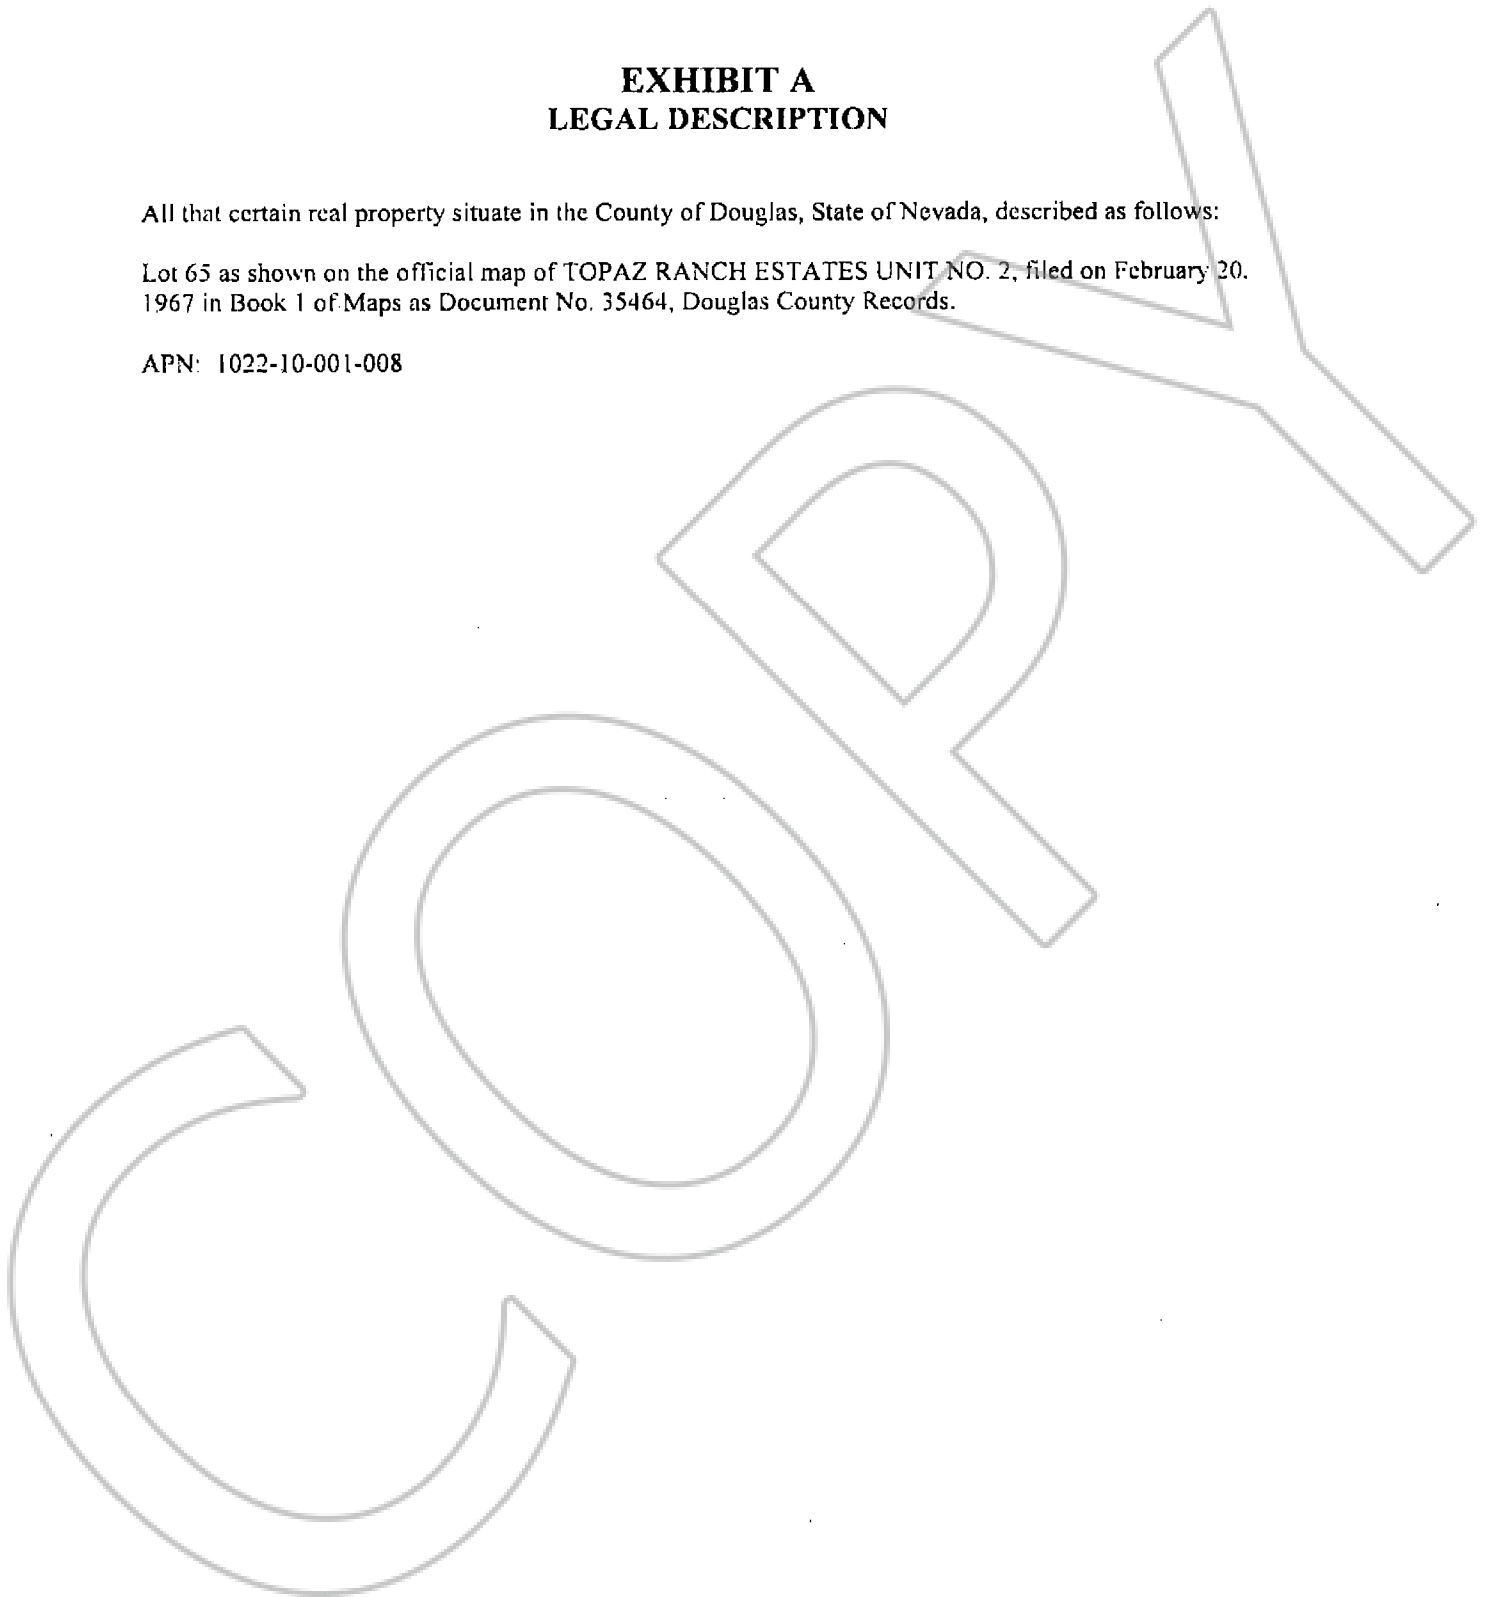 EXHIBIT A
LEGAL DESCRIPTION
All that certain real property situate in the County of Douglas, State of Nevada, described as follows:
Lot 65 as shown on the official map of TOPAZ RANCH ESTATES UNIT NO. 2, filed on February 20.
1967 in Book 1 of Maps as Document No. 35464, Douglas County Records.
APN: 1022-10-001-008
COPY